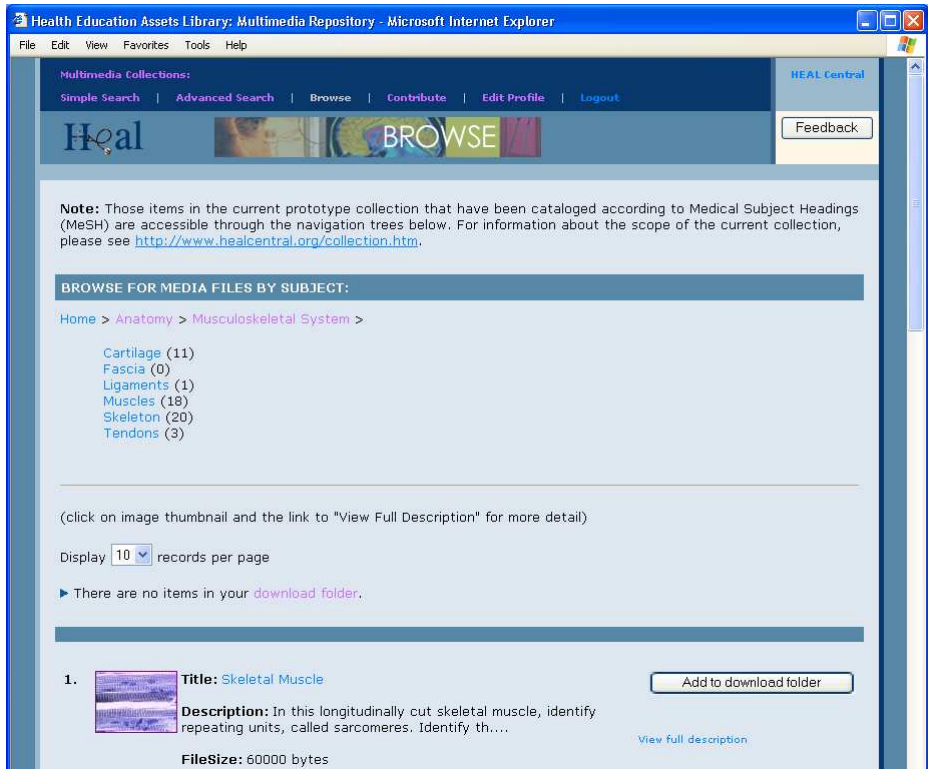 Health Education Assets Library: Multimedia Repository - Microsoft Internet Explorer
File Edit View Favorites Tools Help
Multimedia Collections:
HEAL Central
Simple Search | Advanced Search | Browse | Contribute | Edit Profile | Logout
Heal
BROWSE
Feedback
Note: Those items in the current prototype collection that have been cataloged according to Medical Subject Headings
(MeSH) are accessible through the navigation trees below. For information about the scope of the current collection,
please see http://www.healcentral.org/collection.htm.
BROWSE FOR MEDIA FILES BY SUBJECT:
Home > Anatomy > Musculoskeletal System >
Cartilage (11)
Fascia (0)
Ligaments (1)
Muscles (18)
Skeleton (20)
Tendons (3)
(click on image thumbnail and the link to "View Full Description" for more detail)
Display 10 records per page
There are no items in your download folder.
1. Title: Skeletal Muscle
Add to download folder
Description: In this longitudinally cut skeletal muscle, identify
repeating units, called sarcomeres. Identify th....
View full description
FileSize: 60000 bytes